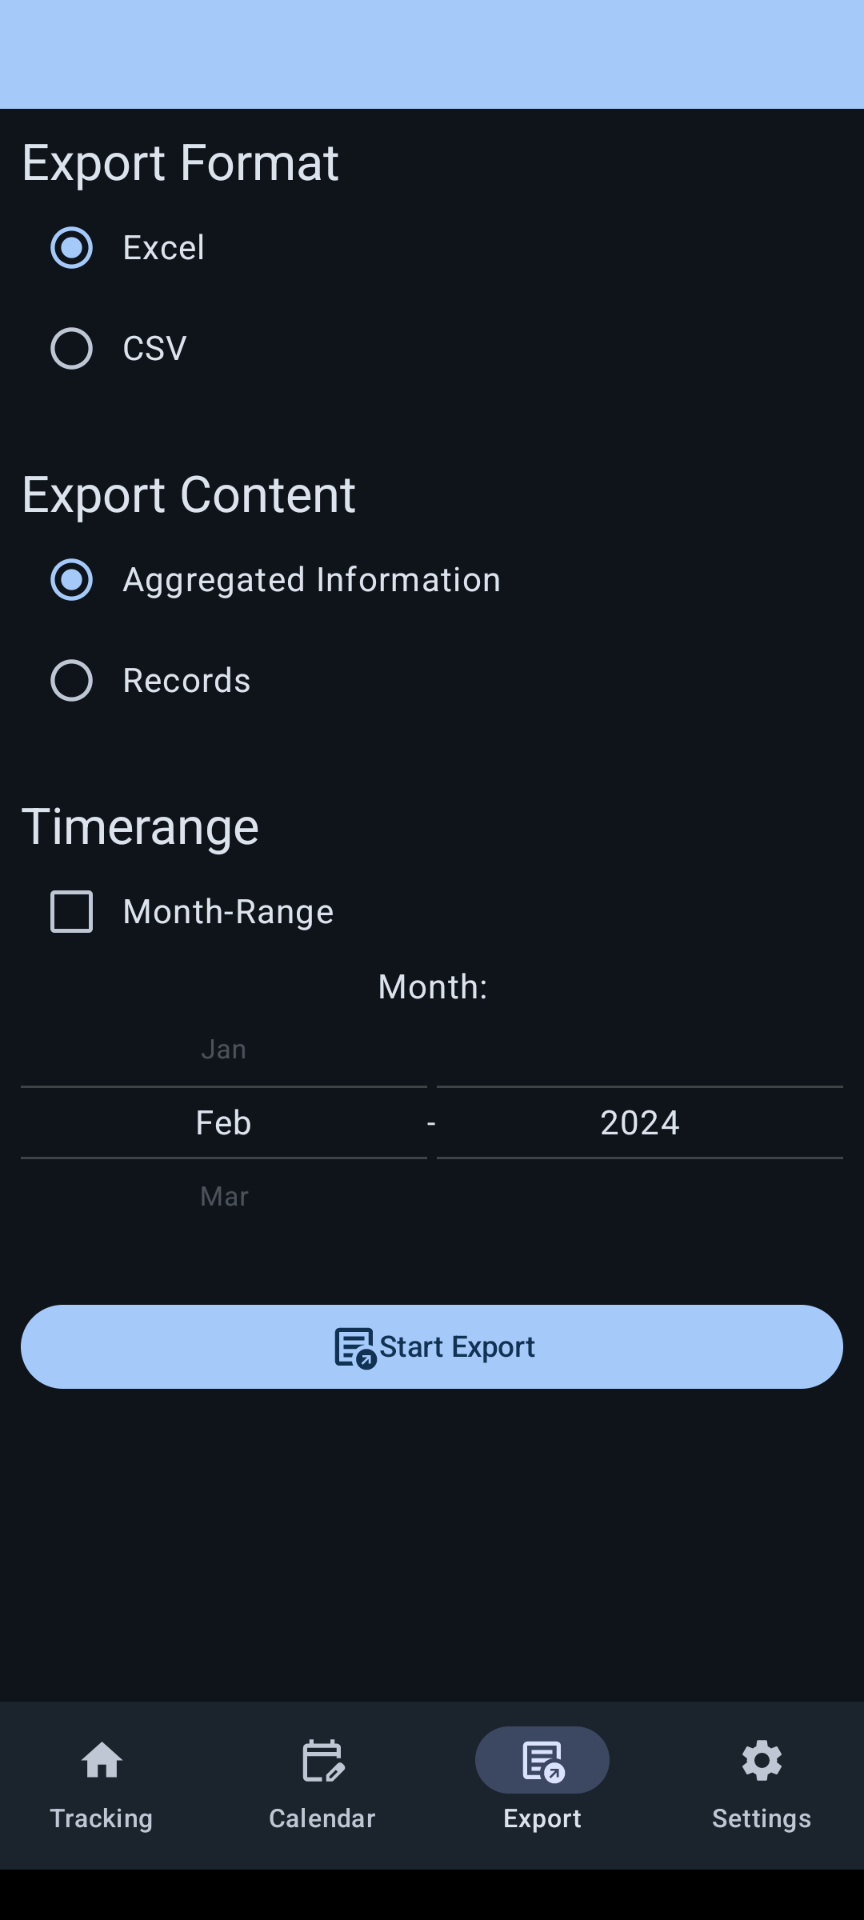 Export Format
Excel
CSV
Export Content
Aggregated Information
Records
Timerange
Month-Range
Month:
Jan
Feb - 2024
Mar
Start Export
Tracking Calendar Export Settings